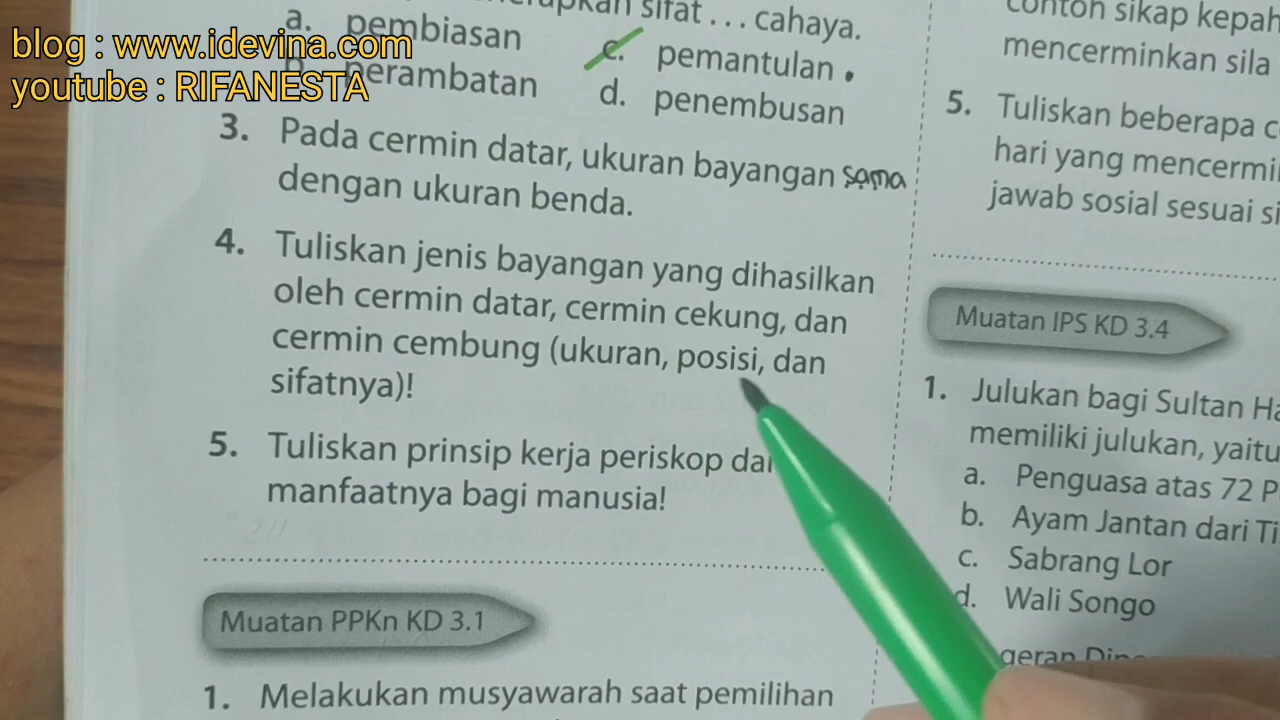 blog : www.idevina.com
youtube : RIFANESTA
sifat . . . cahaya.
a. pembiasan
c. pemantulan
b. perambatan
d. penembusan
3. Pada cermin datar, ukuran bayangan sama
dengan ukuran benda.
4. Tuliskan jenis bayangan yang dihasilkan
oleh cermin datar, cermin cekung, dan
cermin cembung (ukuran, posisi, dan
sifatnya)!
5. Tuliskan prinsip kerja periskop
manfaatnya bagi manusia!
Muatan PPKn KD 3.1
1. Melakukan musyawarah saat pemilihan
contoh sikap
mencerminkan sila
5. Tuliskan beberapa
hari yang
jawab sosial sesuai
Muatan IPS KD 3.4
1. Julukan bagi Sultan
memiliki julukan, yaitu
a. Penguasa atas 72
b. Ayam Jantan dari
c. Sabrang Lor
d. Wali Songo